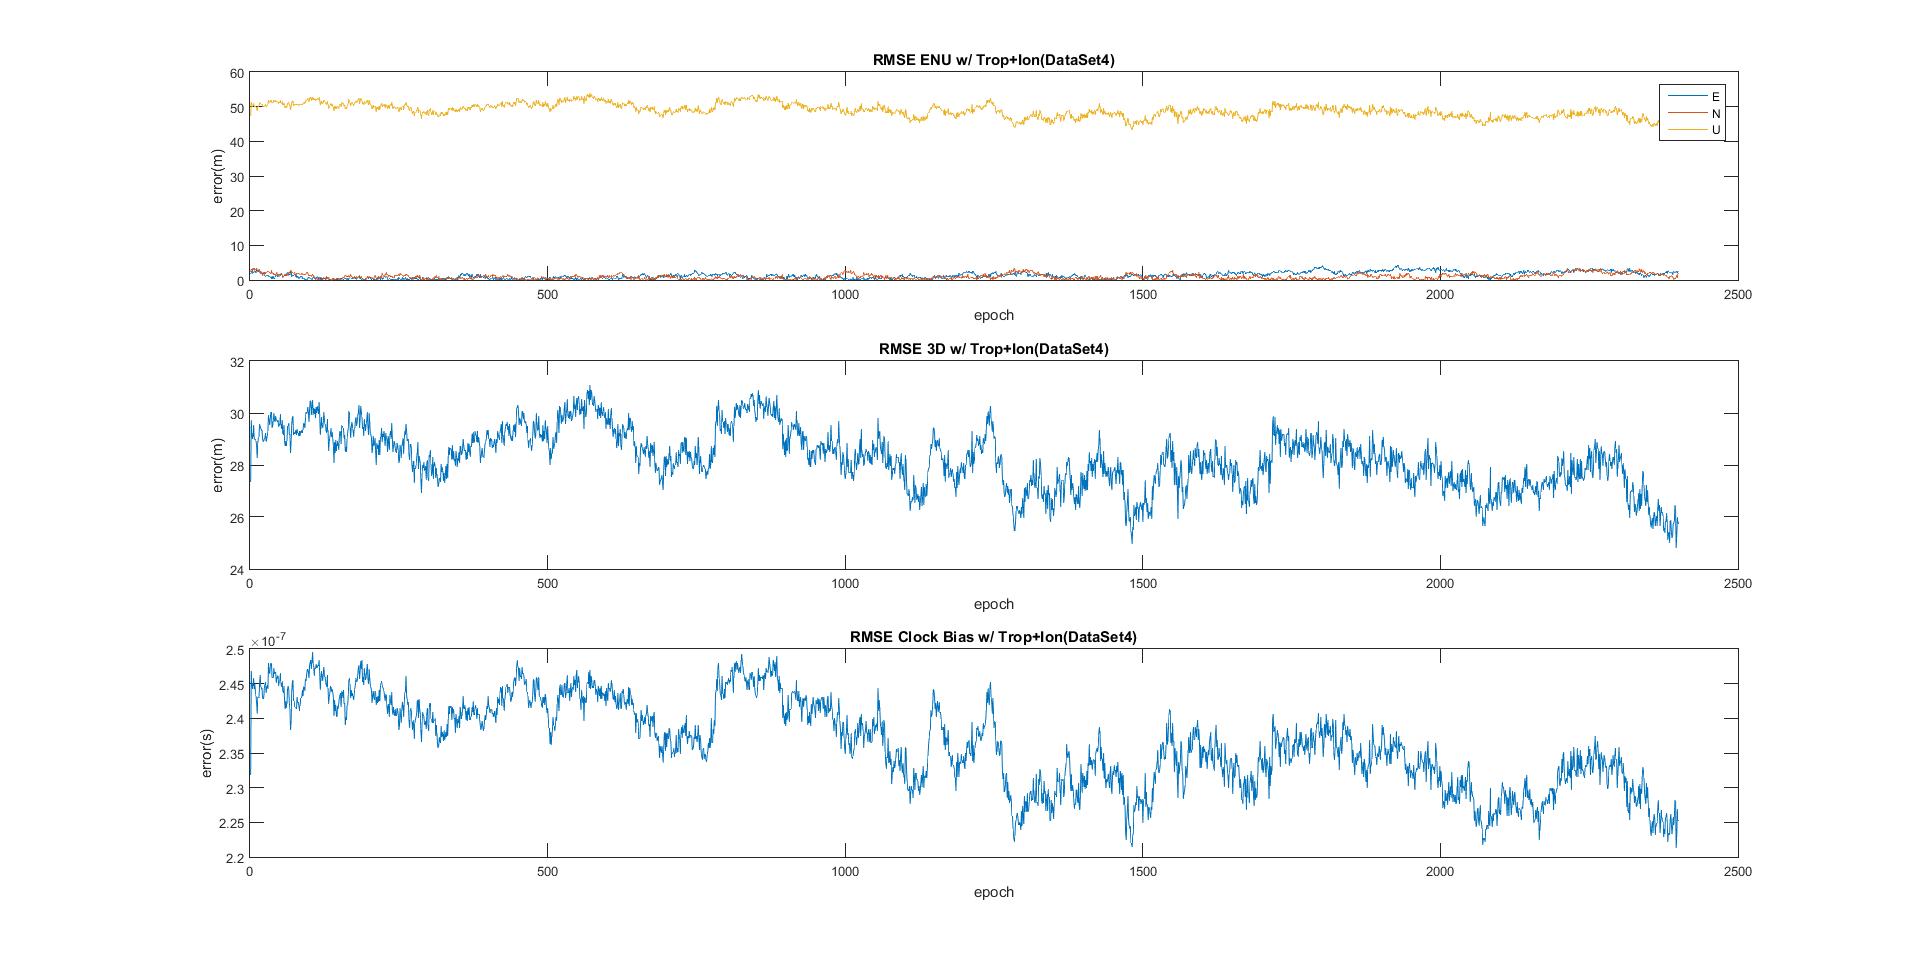 RMSE ENU w/ Trop+Ion(DataSet4)
60
50
40
30
20
10
0
error(m)
E
N
U
0 500 1000 1500 2000 2500
epoch
RMSE 3D w/ Trop+Ion(DataSet4)
32
30
28
26
24
error(m)
0 500 1000 1500 2000 2500
epoch
×10-7
RMSE Clock Bias w/ Trop+Ion(DataSet4)
2.5
2.45
2.4
2.35
2.3
2.25
2.2
error(s)
0 500 1000 1500 2000 2500
epoch